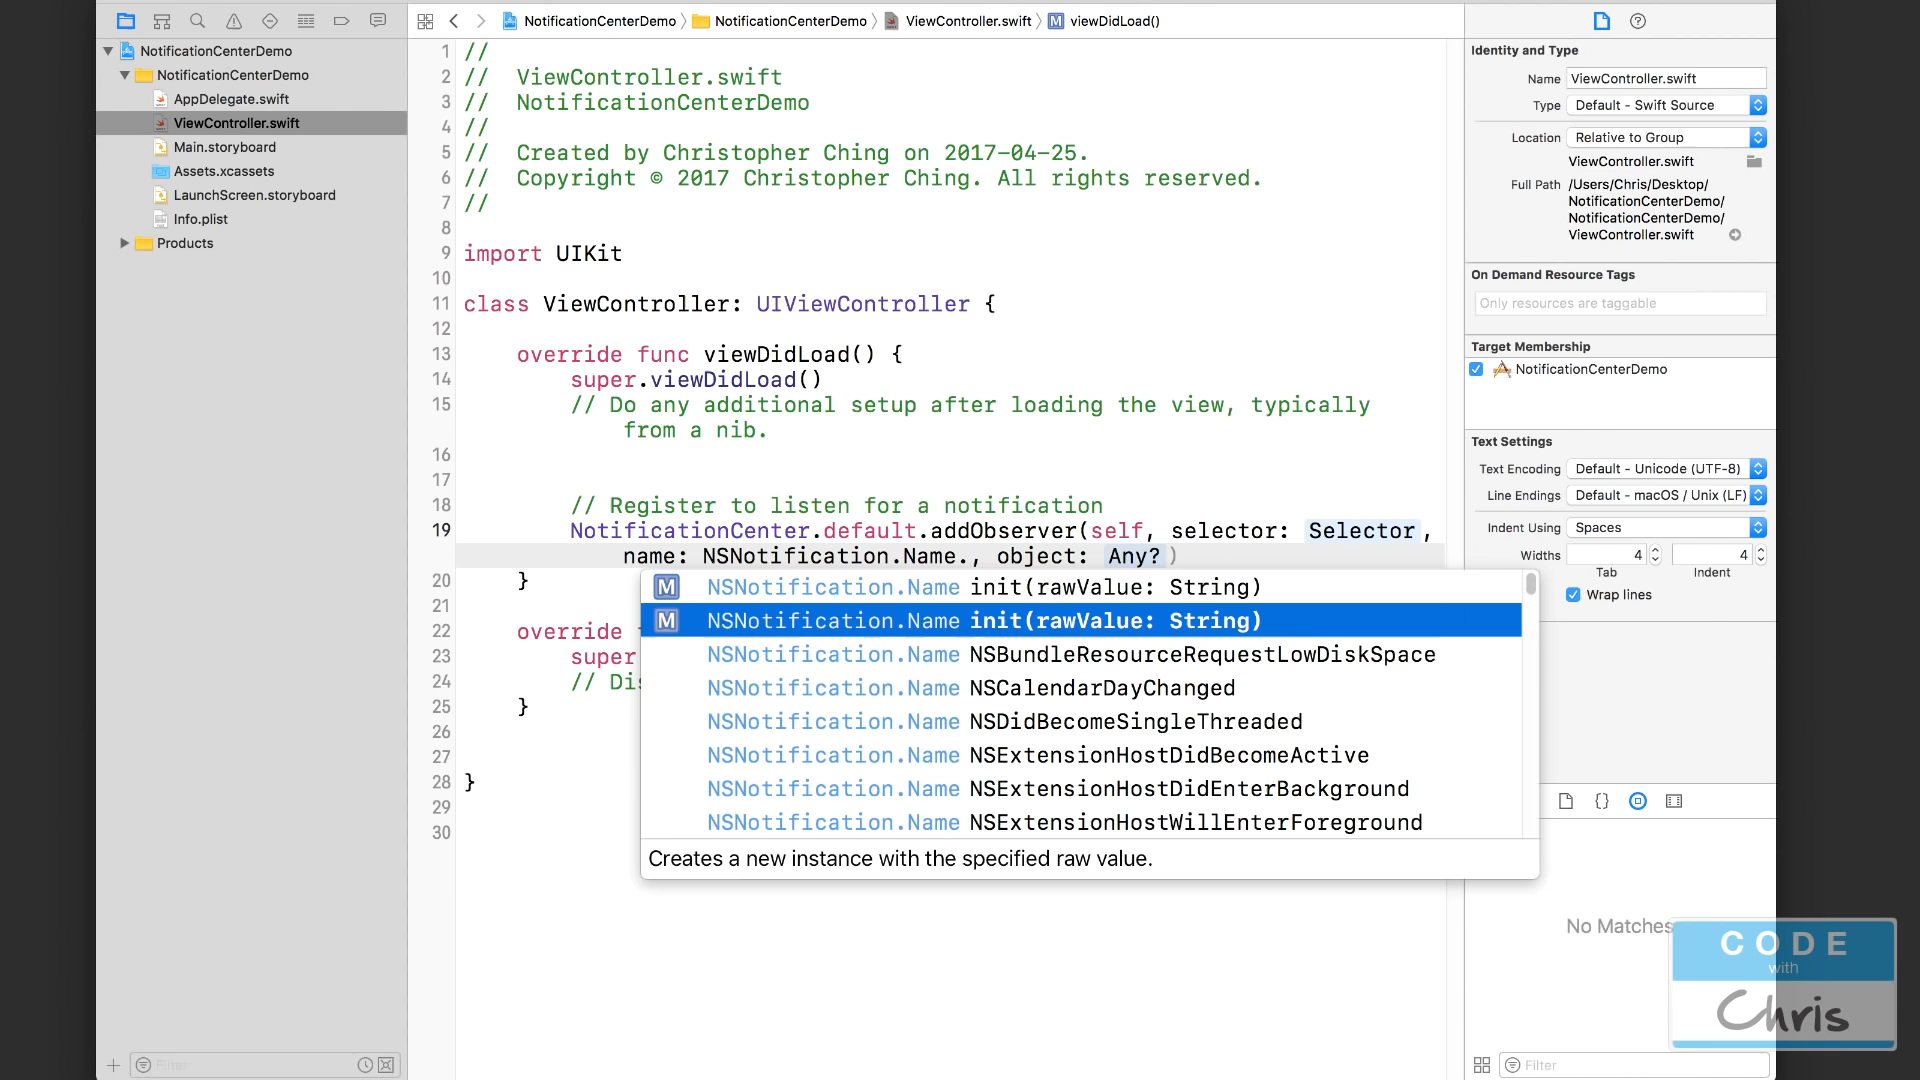 NotificationCenterDemo
NotificationCenterDemo
AppDelegate.swift
ViewController.swift
Main.storyboard
Assets.xcassets
LaunchScreen.storyboard
Info.plist
Products
Filter
NotificationCenterDemo
NotificationCenterDemo
ViewController.swift
M viewDidLoad()
1 //
2 //  ViewController.swift
3 //  NotificationCenterDemo
4 //
5 //  Created by Christopher Ching on 2017-04-25.
6 //  Copyright © 2017 Christopher Ching. All rights reserved.
7 //
8
9 import UIKit
10
11 class ViewController: UIViewController {
12
13     override func viewDidLoad() {
14         super.viewDidLoad()
15         // Do any additional setup after loading the view, typically
from a nib.
16
17
18         // Register to listen for a notification
19         NotificationCenter.default.addObserver(self, selector: Selector,
name: NSNotification.Name., object: Any?)
20     }
21
22     override
23         super
24         // Dis
25     }
26
27
28 }
29
30
M NSNotification.Name init(rawValue: String)
M NSNotification.Name init(rawValue: String)
NSNotification.Name NSBundleResourceRequestLowDiskSpace
NSNotification.Name NSCalendarDayChanged
NSNotification.Name NSDidBecomeSingleThreaded
NSNotification.Name NSExtensionHostDidBecomeActive
NSNotification.Name NSExtensionHostDidEnterBackground
NSNotification.Name NSExtensionHostWillEnterForeground
Creates a new instance with the specified raw value.
Identity and Type
Name ViewController.swift
Type Default - Swift Source
Location Relative to Group
ViewController.swift
Full Path /Users/Chris/Desktop/
NotificationCenterDemo/
NotificationCenterDemo/
ViewController.swift
On Demand Resource Tags
Only resources are taggable
Target Membership
NotificationCenterDemo
Text Settings
Text Encoding Default - Unicode (UTF-8)
Line Endings Default - macOS / Unix (LF)
Indent Using Spaces
Widths 4 4
Tab Indent
Wrap lines
{}
No Matches
CODE
with
Chris
Filter